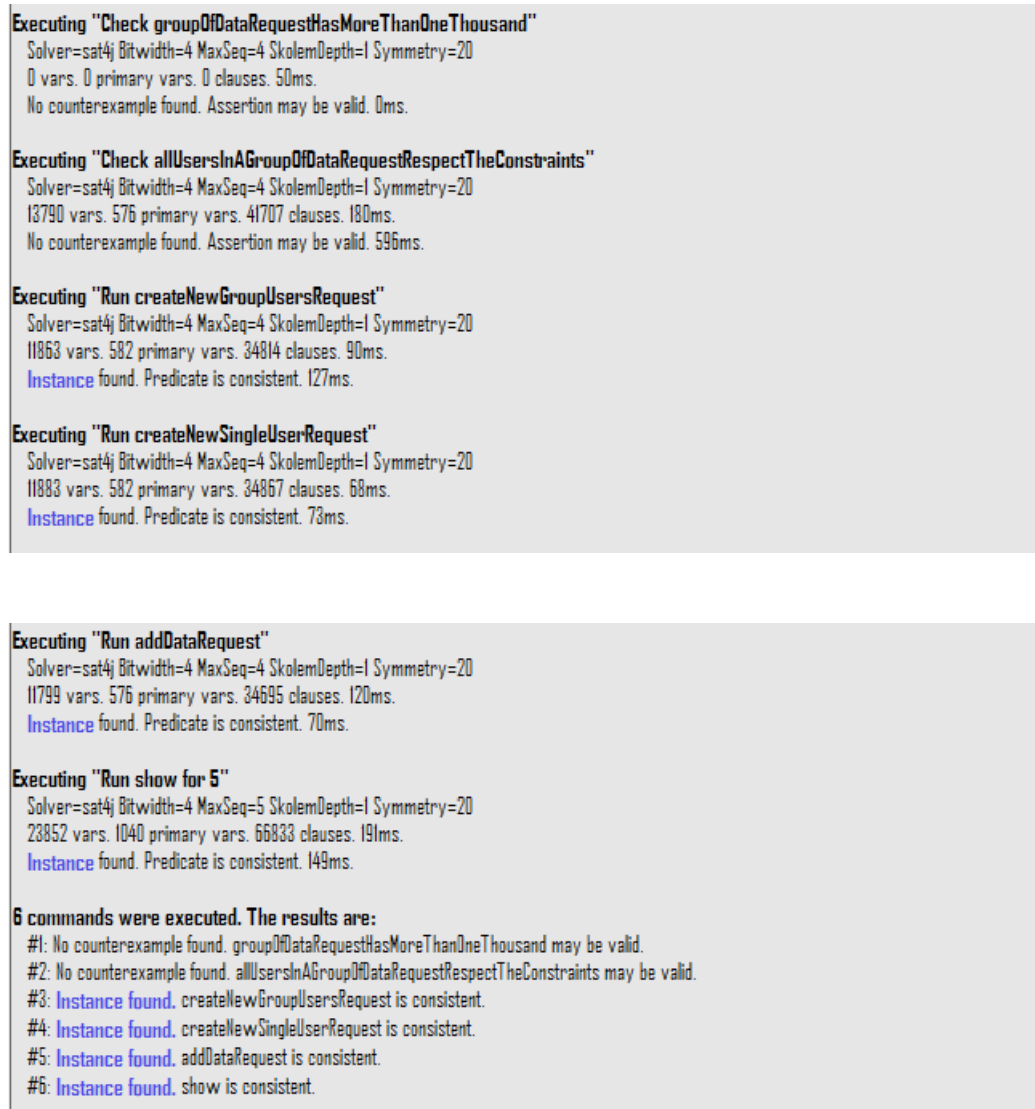 Executing "Check groupOfDataRequestHasMoreThanOneThousand"
Solver=sat4j Bitwidth=4 MaxSeq=4 SkolemDepth=1 Symmetry=20
0 vars. 0 primary vars. 0 clauses. 50ms.
No counterexample found. Assertion may be valid. 0ms.
Executing "Check allUsersInAGroupOfDataRequestRespectTheConstraints"
Solver=sat4j Bitwidth=4 MaxSeq=4 SkolemDepth=1 Symmetry=20
13790 vars. 576 primary vars. 41707 clauses. 180ms.
No counterexample found. Assertion may be valid. 596ms.
Executing "Run createNewGroupUsersRequest"
Solver=sat4j Bitwidth=4 MaxSeq=4 SkolemDepth=1 Symmetry=20
11863 vars. 582 primary vars. 34814 clauses. 90ms.
Instance found. Predicate is consistent. 127ms.
Executing "Run createNewSingleUserRequest"
Solver=sat4j Bitwidth=4 MaxSeq=4 SkolemDepth=1 Symmetry=20
11883 vars. 582 primary vars. 34867 clauses. 68ms.
Instance found. Predicate is consistent. 73ms.
Executing "Run addDataRequest"
Solver=sat4j Bitwidth=4 MaxSeq=4 SkolemDepth=1 Symmetry=20
11799 vars. 576 primary vars. 34695 clauses. 120ms.
Instance found. Predicate is consistent. 70ms.
Executing "Run show for 5"
Solver=sat4j Bitwidth=4 MaxSeq=5 SkolemDepth=1 Symmetry=20
23852 vars. 1040 primary vars. 66833 clauses. 191ms.
Instance found. Predicate is consistent. 149ms.
6 commands were executed. The results are:
#1: No counterexample found. groupOfDataRequestHasMoreThanOneThousand may be valid.
#2: No counterexample found. allUsersInAGroupOfDataRequestRespectTheConstraints may be valid.
#3: Instance found. createNewGroupUsersRequest is consistent.
#4: Instance found. createNewSingleUserRequest is consistent.
#5: Instance found. addDataRequest is consistent.
#6: Instance found. show is consistent.